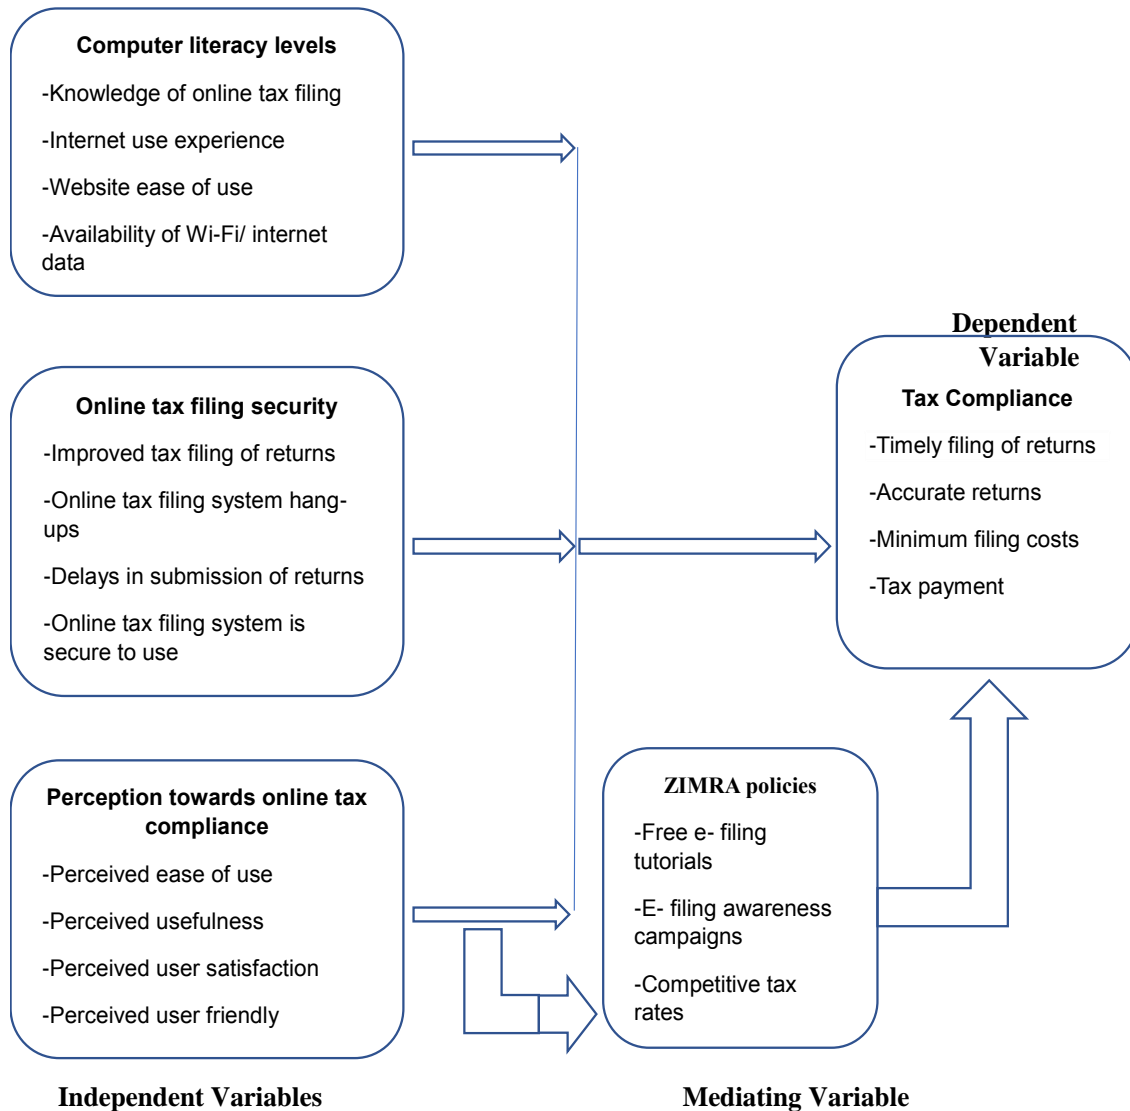 Computer literacy levels
-Knowledge of online tax filing
-Internet use experience
-Website ease of use
-Availability of Wi-Fi/ internet
data
Online tax filing security
-Improved tax filing of returns
-Online tax filing system hang-
ups
-Delays in submission of returns
-Online tax filing system is
secure to use
Perception towards online tax
compliance
-Perceived ease of use
-Perceived usefulness
-Perceived user satisfaction
-Perceived user friendly
Independent Variables
Dependent
Variable
Tax Compliance
-Timely filing of returns
-Accurate returns
-Minimum filing costs
-Tax payment
ZIMRA policies
-Free e- filing
tutorials
-E- filing awareness
campaigns
-Competitive tax
rates
Mediating Variable